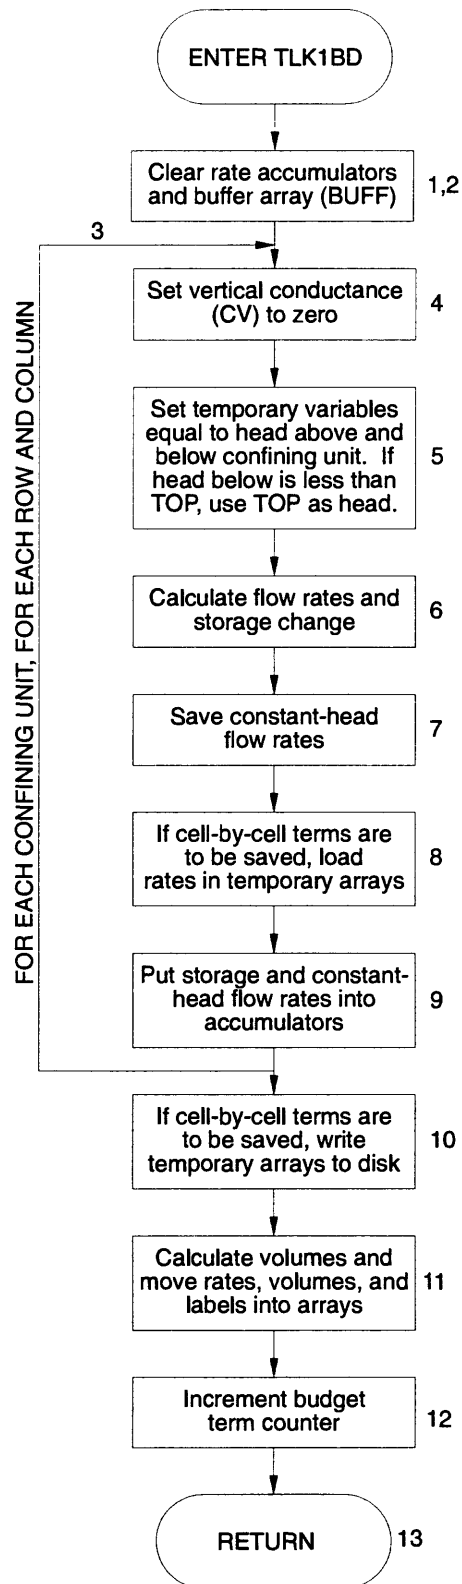 ENTER TLK1BD
Clear rate accumulators
and buffer array (BUFF)
1,2
3
FOR EACH CONFINING UNIT, FOR EACH ROW AND COLUMN
Set vertical conductance
(CV) to zero
4
Set temporary variables
equal to head above and
below confining unit. If
head below is less than
TOP, use TOP as head.
5
Calculate flow rates and
storage change
6
Save constant-head
flow rates
7
If cell-by-cell terms are
to be saved, load
rates in temporary arrays
8
Put storage and constant-
head flow rates into
accumulators
9
If cell-by-cell terms are
to be saved, write
temporary arrays to disk
10
Calculate volumes and
move rates, volumes, and
labels into arrays
11
Increment budget
term counter
12
RETURN
13